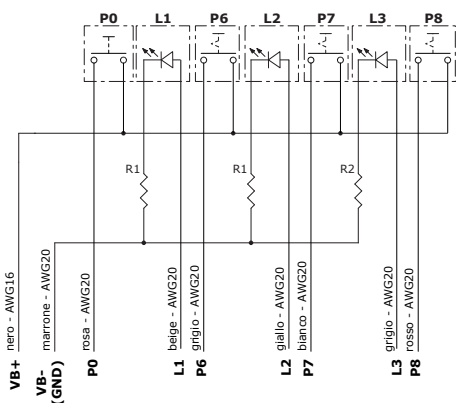 P0 L1 P6 L2 P7 L3 P8
R1 R1 R2
nero - AWG16
marrone - AWG20
rosa - AWG20
beige - AWG20
grigio - AWG20
giallo - AWG20
bianco - AWG20
grigio - AWG20
rosso - AWG20
VB+
VB-
(GND)
P0
L1
P6
L2
P7
L3
P8